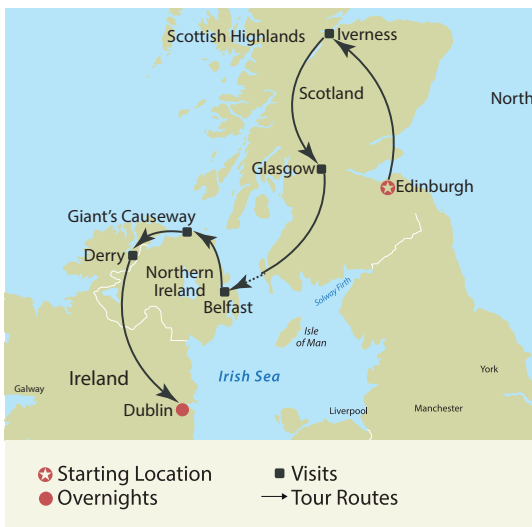 Scottish Highlands
Iverness
Scotland
North
Glasgow
Edinburgh
Giant's Causeway
Derry
Northern
Ireland
Belfast
Solway Firth
Isle
of Man
Ireland
Irish Sea
York
Galway
Dublin
Liverpool
Manchester
Starting Location
Visits
Overnights
Tour Routes